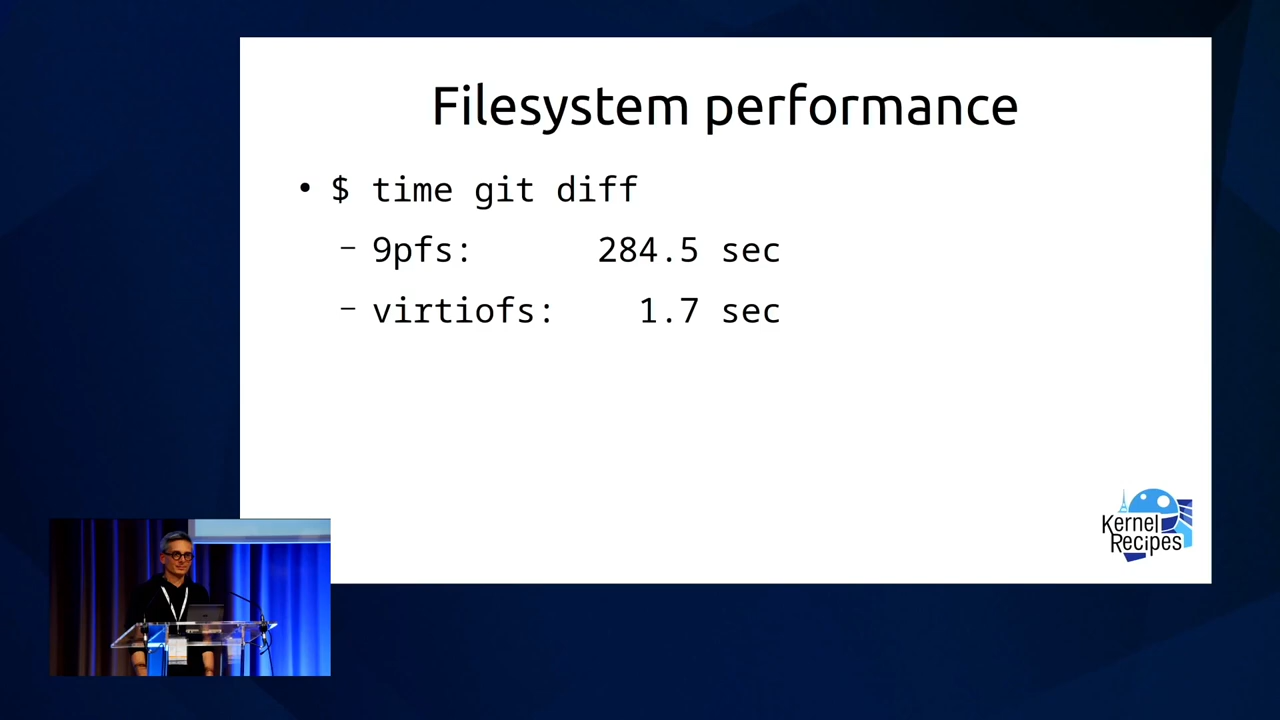 Filesystem performance
• $ time git diff
– 9pfs: 284.5 sec
– virtiofs: 1.7 sec
Kernel
Recipes